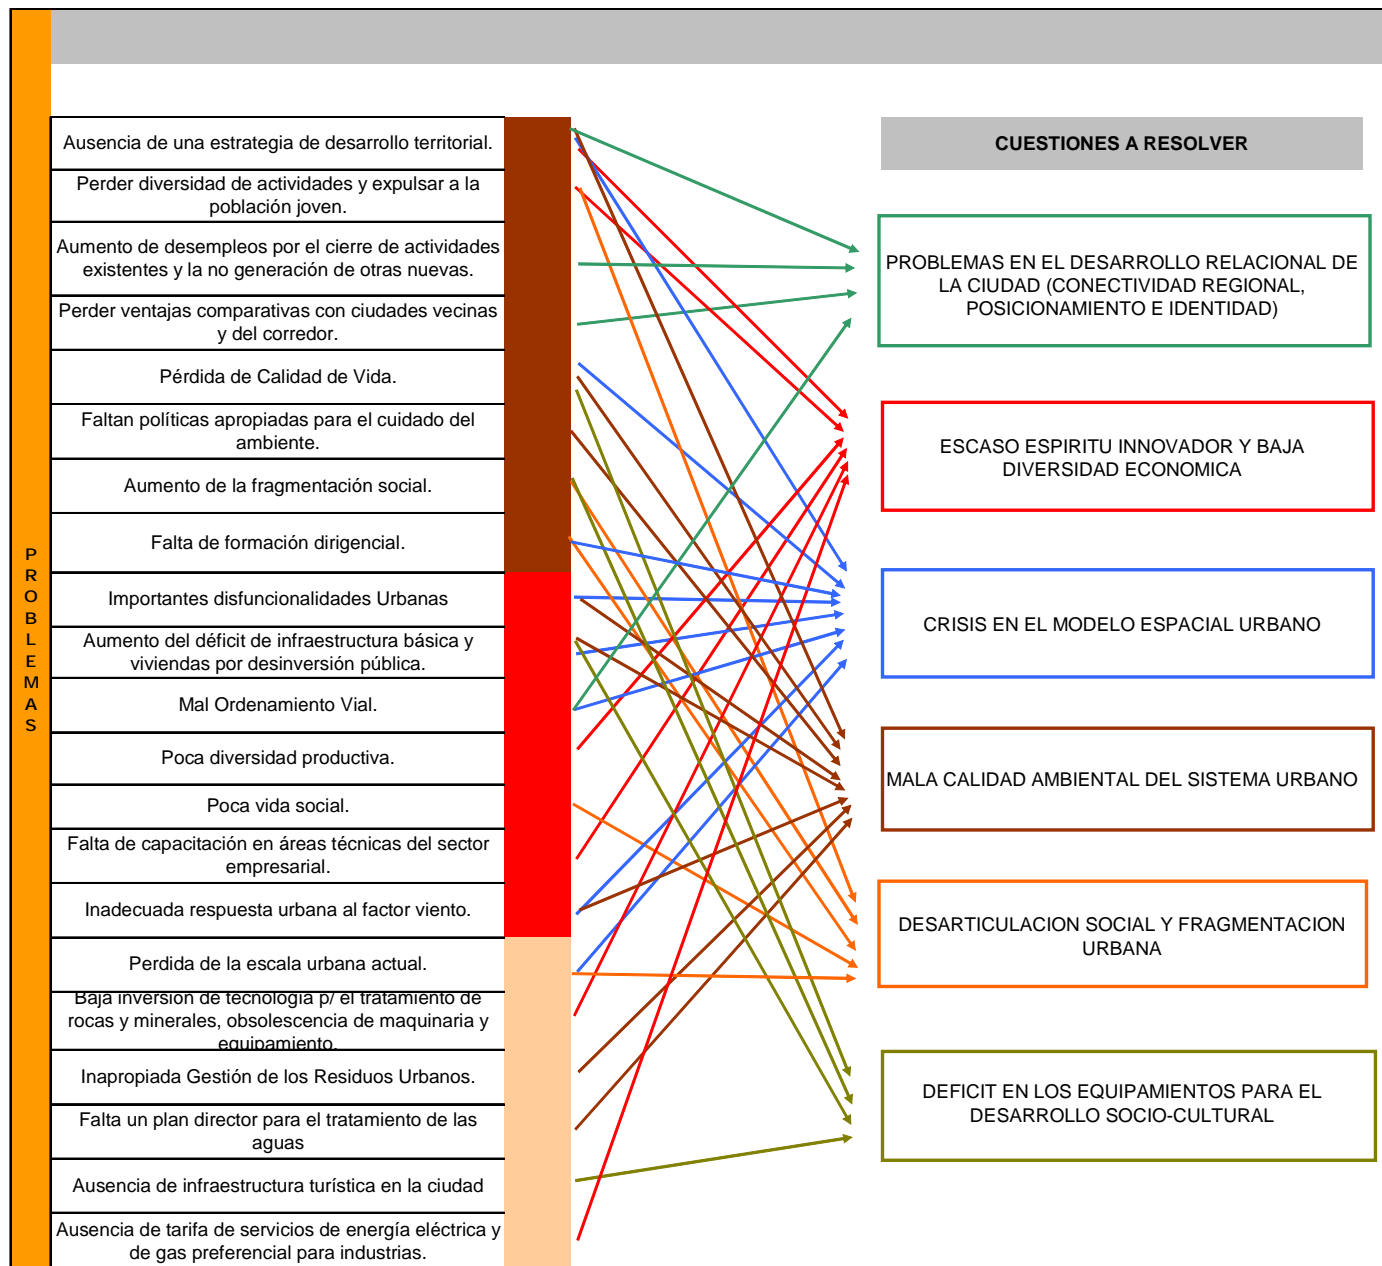 PROBLEMAS
Ausencia de una estrategia de desarrollo territorial.
Perder diversidad de actividades y expulsar a la
población joven.
Aumento de desempleos por el cierre de actividades
existentes y la no generación de otras nuevas.
Perder ventajas comparativas con ciudades vecinas
y del corredor.
Pérdida de Calidad de Vida.
Faltan políticas apropiadas para el cuidado del
ambiente.
Aumento de la fragmentación social.
Falta de formación dirigencial.
Importantes disfuncionalidades Urbanas
Aumento del déficit de infraestructura básica y
viviendas por desinversión pública.
Mal Ordenamiento Vial.
Poca diversidad productiva.
Poca vida social.
Falta de capacitación en áreas técnicas del sector
empresarial.
Inadecuada respuesta urbana al factor viento.
Perdida de la escala urbana actual.
Baja inversión de tecnología p/ el tratamiento de
rocas y minerales, obsolescencia de maquinaria y
equipamiento.
Inapropiada Gestión de los Residuos Urbanos.
Falta un plan director para el tratamiento de las
aguas
Ausencia de infraestructura turística en la ciudad
Ausencia de tarifa de servicios de energía eléctrica y
de gas preferencial para industrias.
CUESTIONES A RESOLVER
PROBLEMAS EN EL DESARROLLO RELACIONAL DE
LA CIUDAD (CONECTIVIDAD REGIONAL,
POSICIONAMIENTO E IDENTIDAD)
ESCASO ESPIRITU INNOVADOR Y BAJA
DIVERSIDAD ECONOMICA
CRISIS EN EL MODELO ESPACIAL URBANO
MALA CALIDAD AMBIENTAL DEL SISTEMA URBANO
DESARTICULACION SOCIAL Y FRAGMENTACION
URBANA
DEFICIT EN LOS EQUIPAMIENTOS PARA EL
DESARROLLO SOCIO-CULTURAL